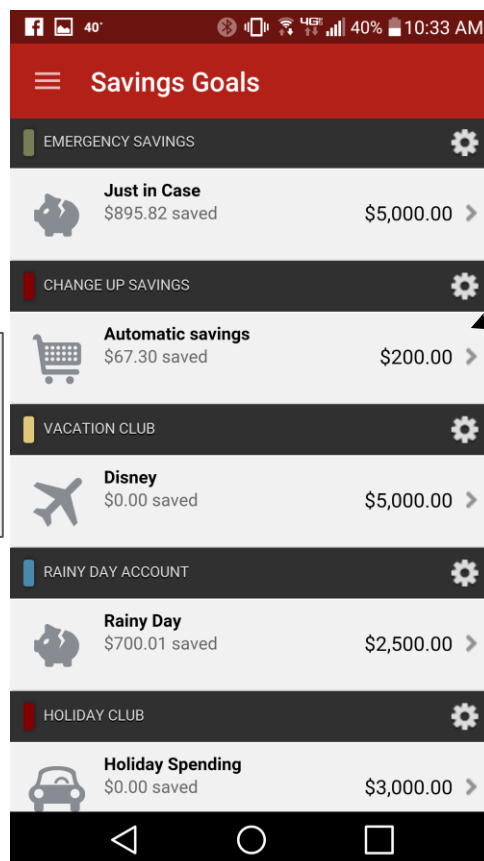 40°
4G
40%
10:33 AM
Savings Goals
EMERGENCY SAVINGS
Just in Case
$895.82 saved
$5,000.00
CHANGE UP SAVINGS
Automatic savings
$67.30 saved
$200.00
VACATION CLUB
Disney
$0.00 saved
$5,000.00
RAINY DAY ACCOUNT
Rainy Day
$700.01 saved
$2,500.00
HOLIDAY CLUB
Holiday Spending
$0.00 saved
$3,000.00